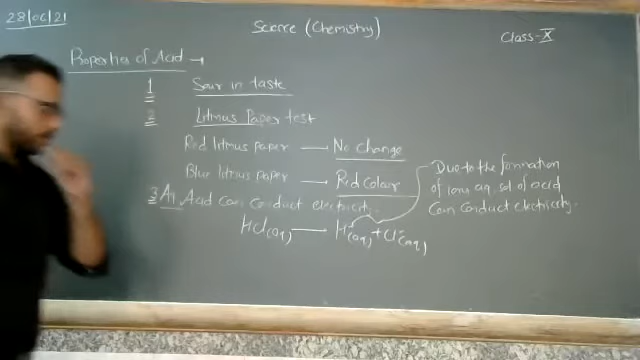 28/06/21
Science (Chemistry)
Class-X
Properties of Acid →
1 Sour in taste
2 Litmus Paper test
Red litmus paper — No change
Blue litmus paper — Red Colour
3 Aq. Acid can conduct electricity.
HCl(aq) → H+(aq) + Cl-(aq)
Due to the formation
of ions aq. sol of acid
Can conduct electricity.